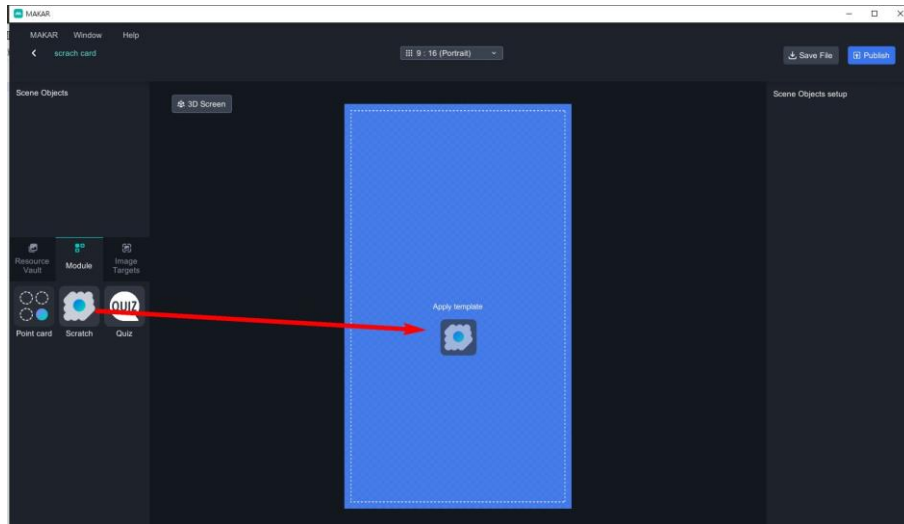 MAKAR
MAKAR Window Help
scrach card
9 : 16 (Portrait)
Save File
Publish
Scene Objects
3D Screen
Scene Objects setup
Resource
Vault
Module
Image
Targets
QUIZ
Point card
Scratch
Quiz
Apply template